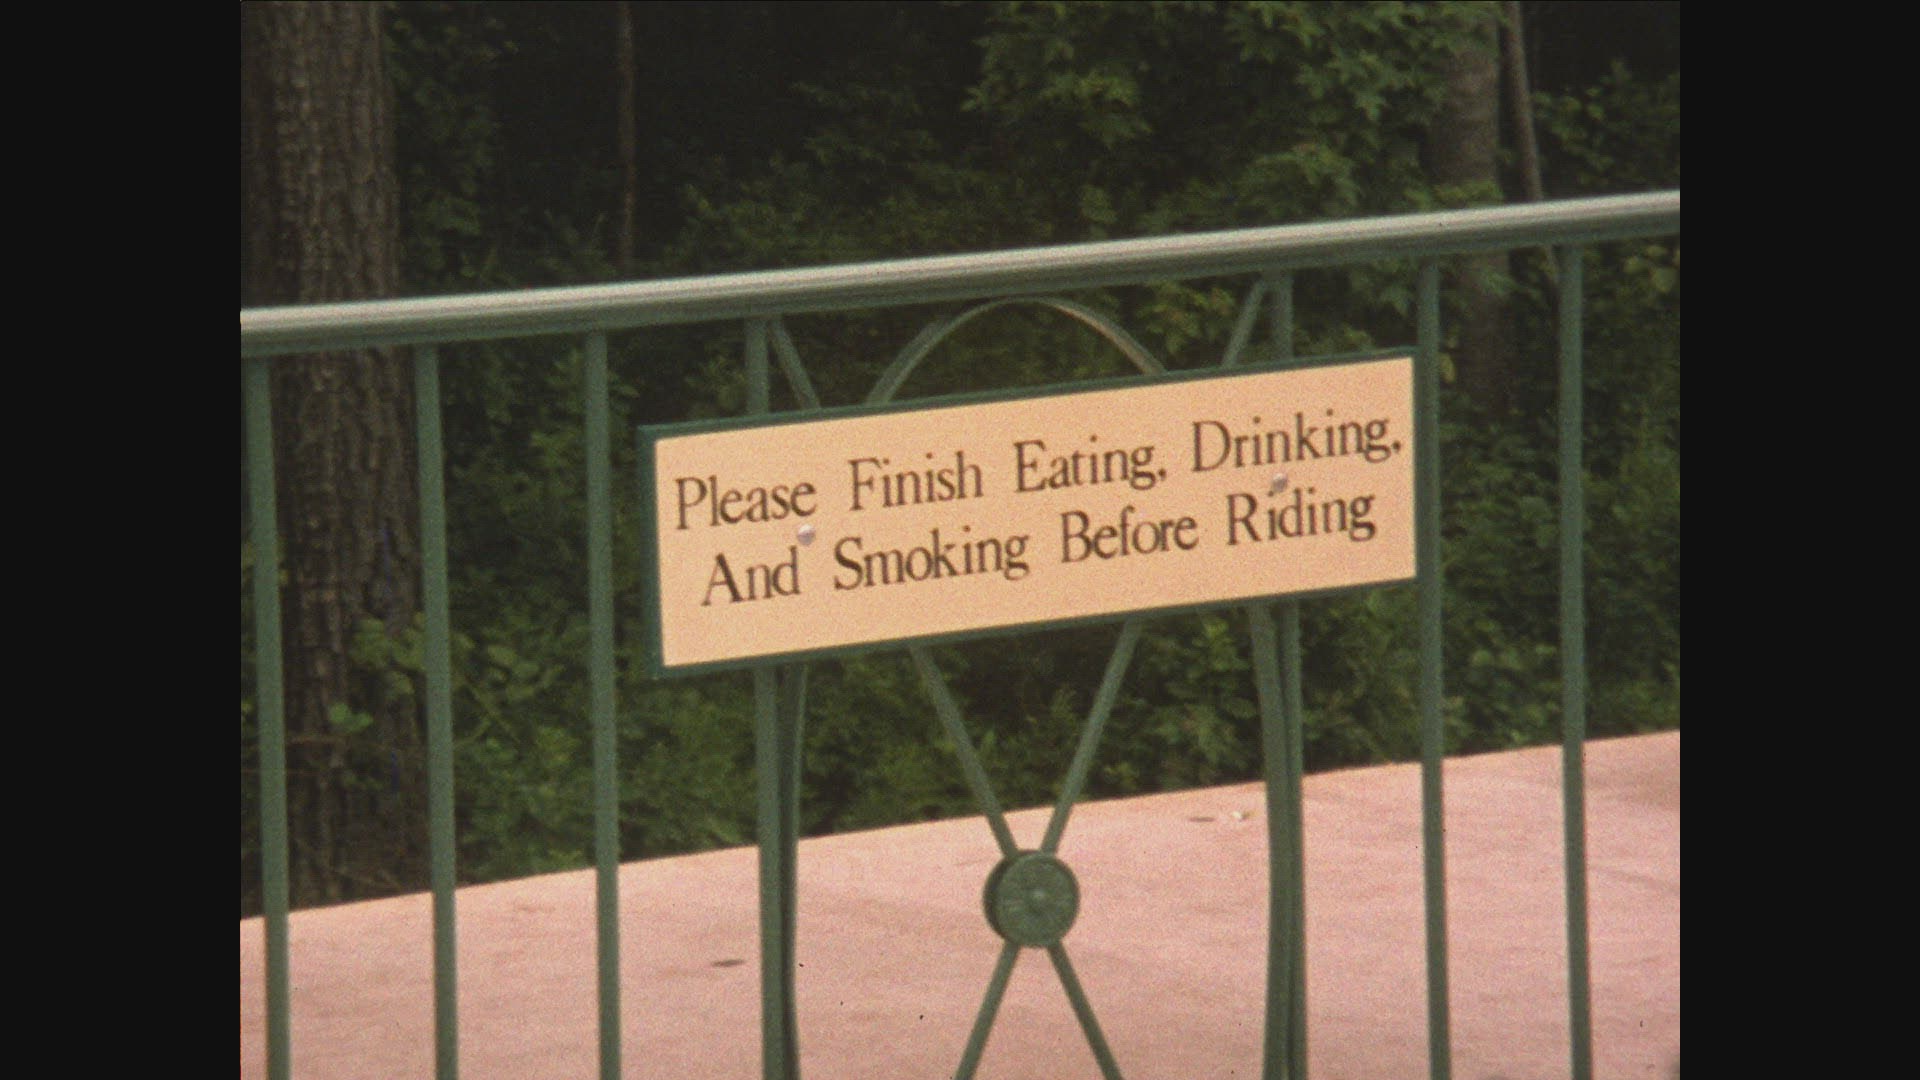 Please Finish Eating, Drinking,
And Smoking Before Riding